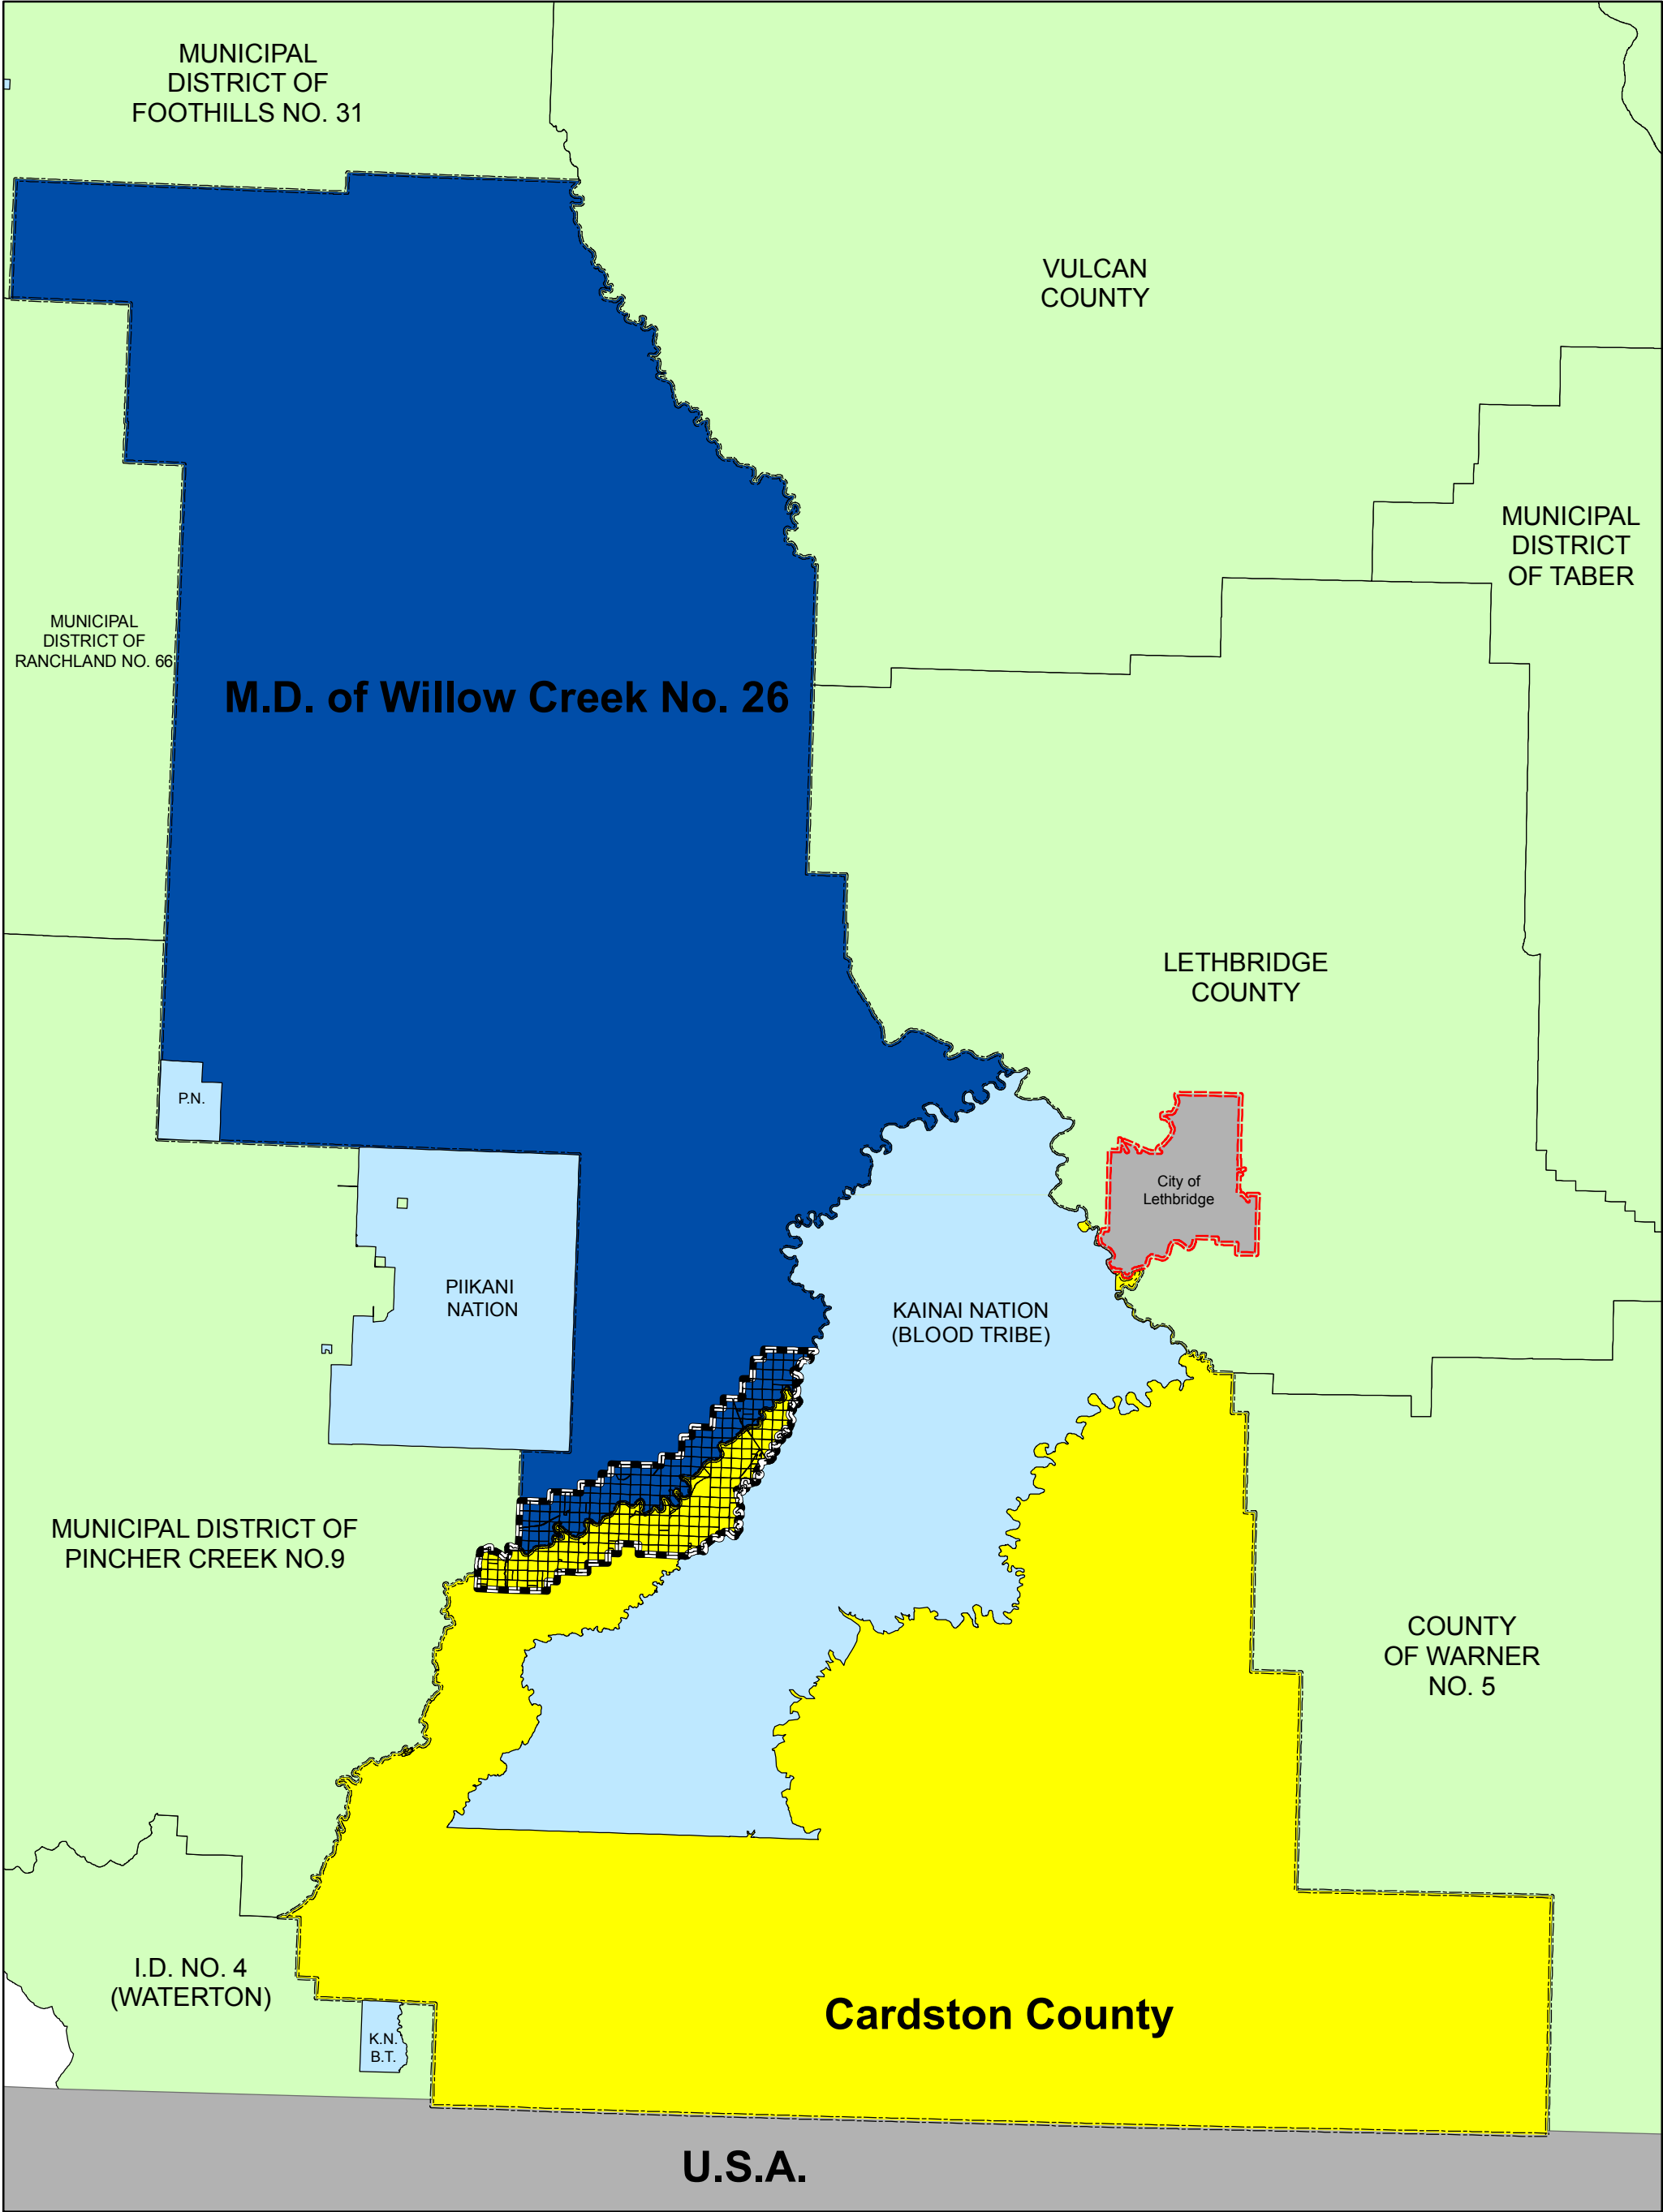 MUNICIPAL
DISTRICT OF
FOOTHILLS NO. 31
VULCAN
COUNTY
MUNICIPAL
DISTRICT
OF TABER
MUNICIPAL
DISTRICT OF
RANCHLAND NO. 66
M.D. of Willow Creek No. 26
LETHBRIDGE
COUNTY
P.N.
City of
Lethbridge
PIIKANI
NATION
KAINAI NATION
(BLOOD TRIBE)
MUNICIPAL DISTRICT OF
PINCHER CREEK NO.9
COUNTY
OF WARNER
NO. 5
I.D. NO. 4
(WATERTON)
Cardston County
K.N.
B.T.
U.S.A.